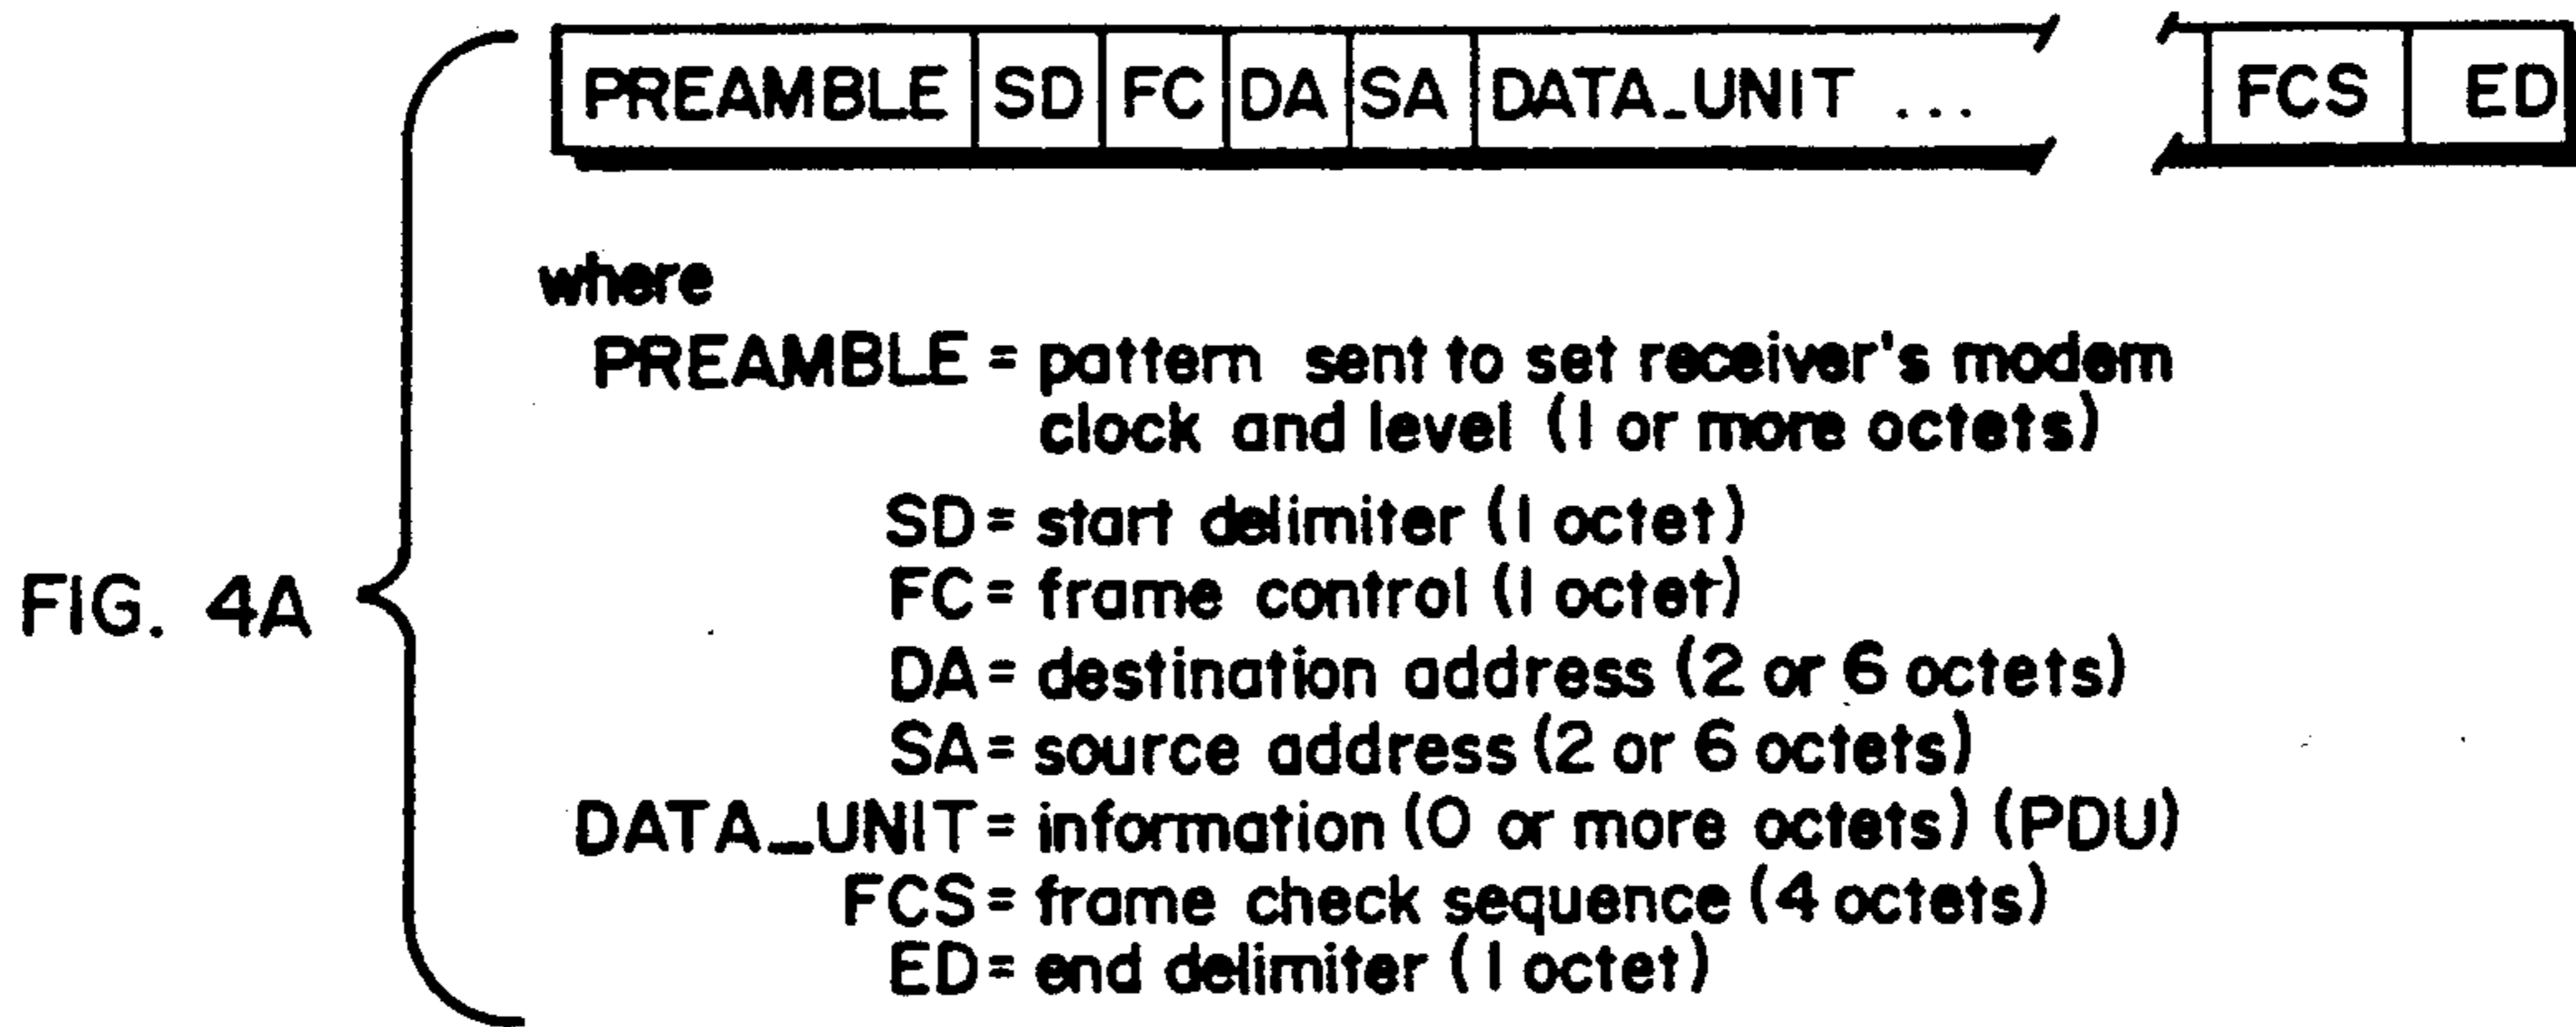 PREAMBLE SD FC DA SA DATA_UNIT ... FCS ED
where
PREAMBLE = pattern sent to set receiver's modem
clock and level (1 or more octets)
SD = start delimiter (1 octet)
FC = frame control (1 octet)
FIG. 4A
DA = destination address (2 or 6 octets)
SA = source address (2 or 6 octets)
DATA_UNIT = information (0 or more octets) (PDU)
FCS = frame check sequence (4 octets)
ED = end delimiter (1 octet)